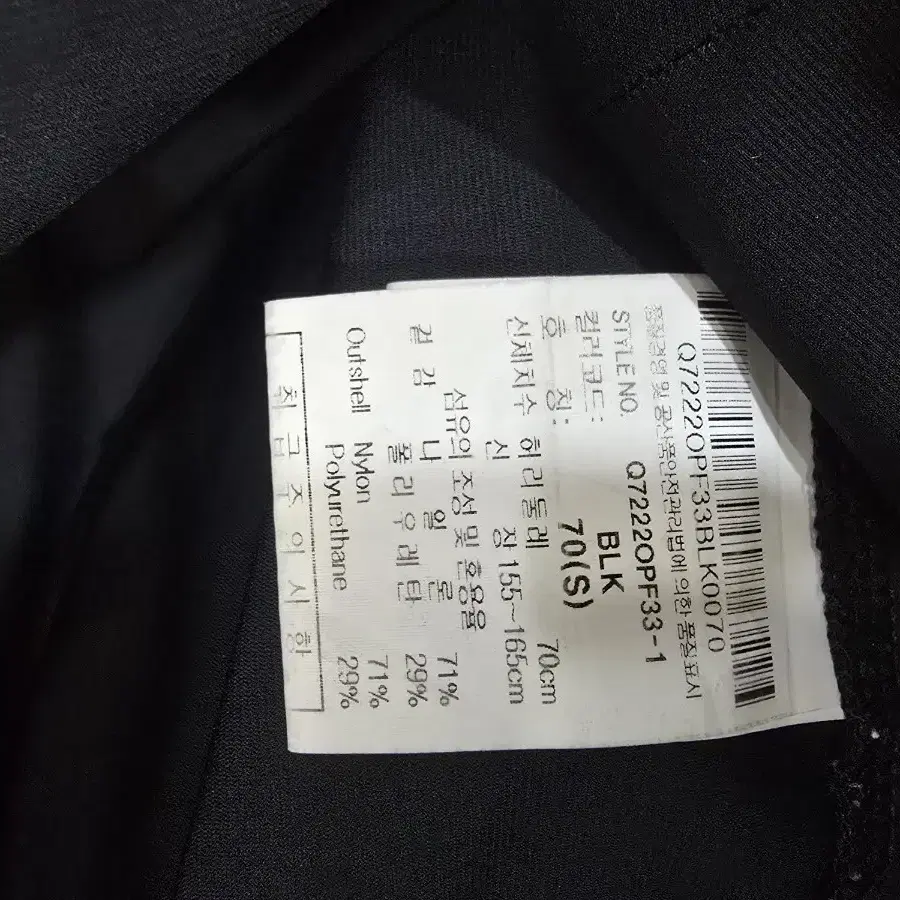 Q7222OPF33BLK0070
품질경영 및 공산품안전관리법에 의한 품질표시
STYLE NO. Q7222OPF33-1
컬러코드: BLK
호 칭: 70(S)
신체치수 허리둘레 70cm
신 장 155~165cm
섬유의 조성 및 혼용율
겉 감 나 일 론 71%
폴 리 우 레 탄 29%
Outshell Nylon 71%
Polyurethane 29%
취 급 주 의 사 항